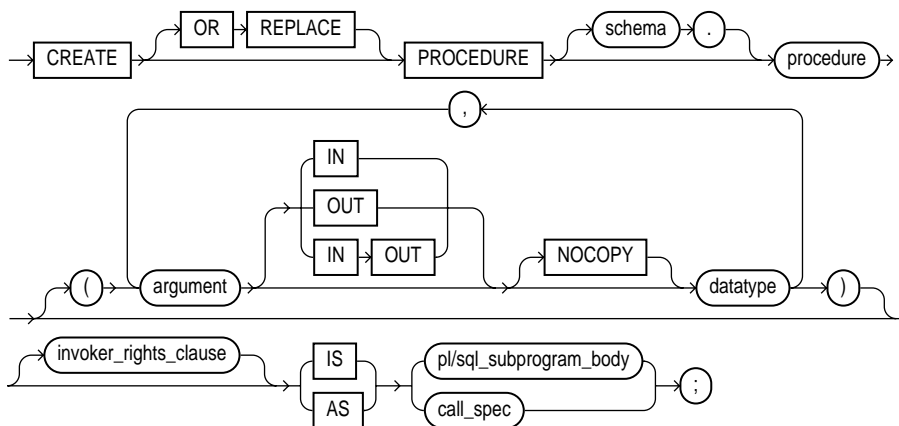 OR REPLACE schema .
CREATE PROCEDURE procedure
,
IN
OUT
IN OUT NOCOPY
( argument datatype )
invoker_rights_clause IS pl/sql_subprogram_body
AS call_spec ;